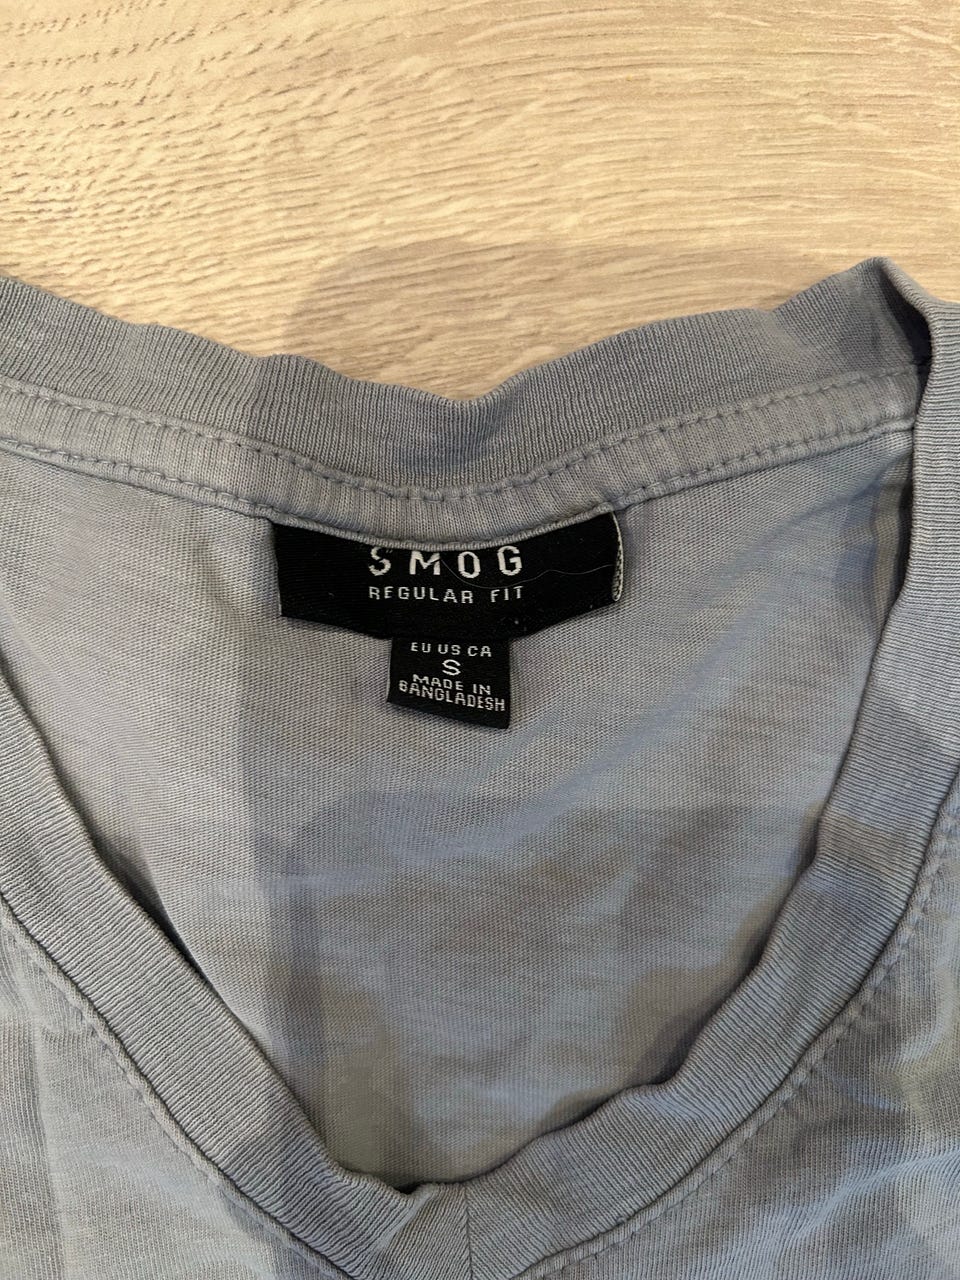 SMOG
REGULAR FIT
EU US CA
S
MADE IN
BANGLADESH